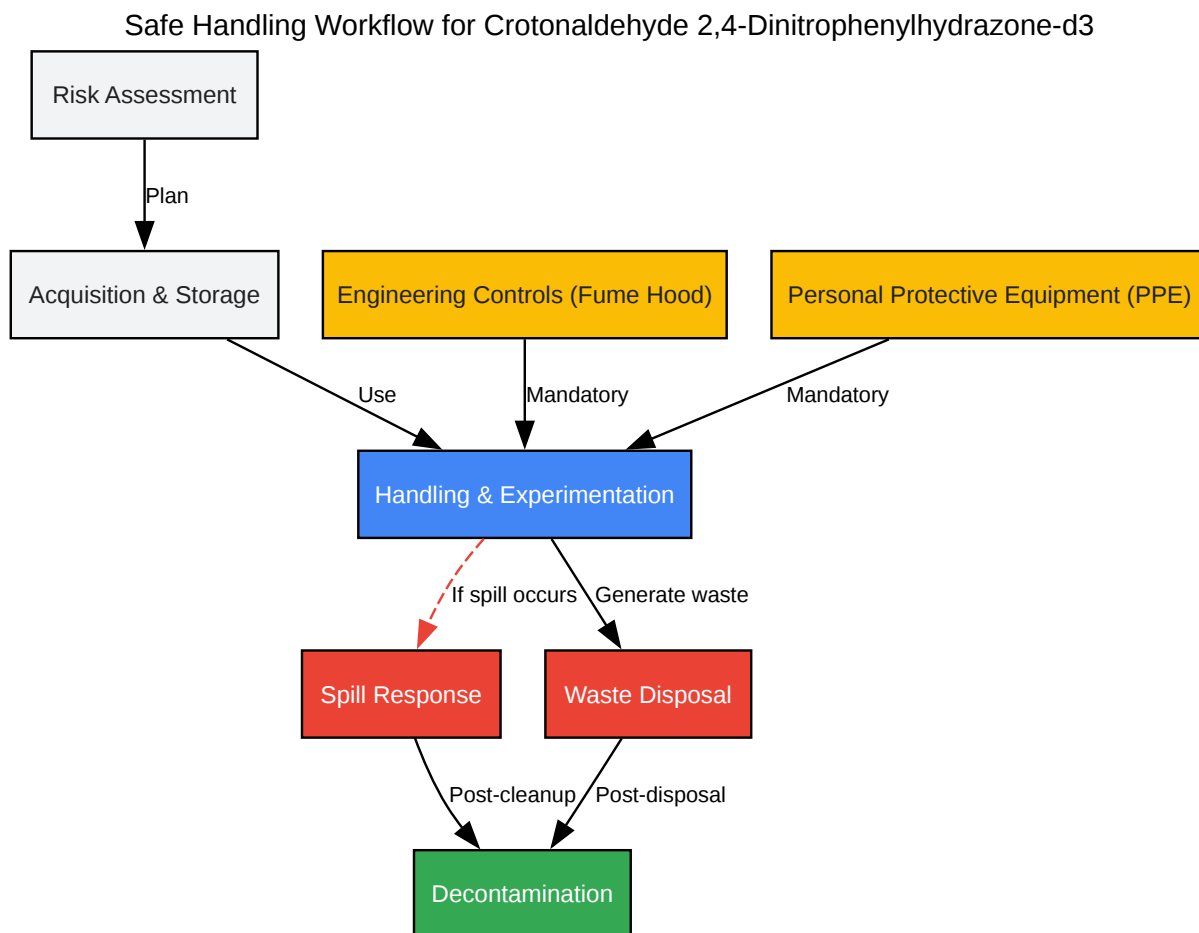 Safe Handling Workflow for Crotonaldehyde 2,4-Dinitrophenylhydrazone-d3
Risk Assessment
Plan
Acquisition & Storage
Engineering Controls (Fume Hood)
Personal Protective Equipment (PPE)
Use
Mandatory
Mandatory
Handling & Experimentation
If spill occurs
Generate waste
Spill Response
Waste Disposal
Post-cleanup
Post-disposal
Decontamination